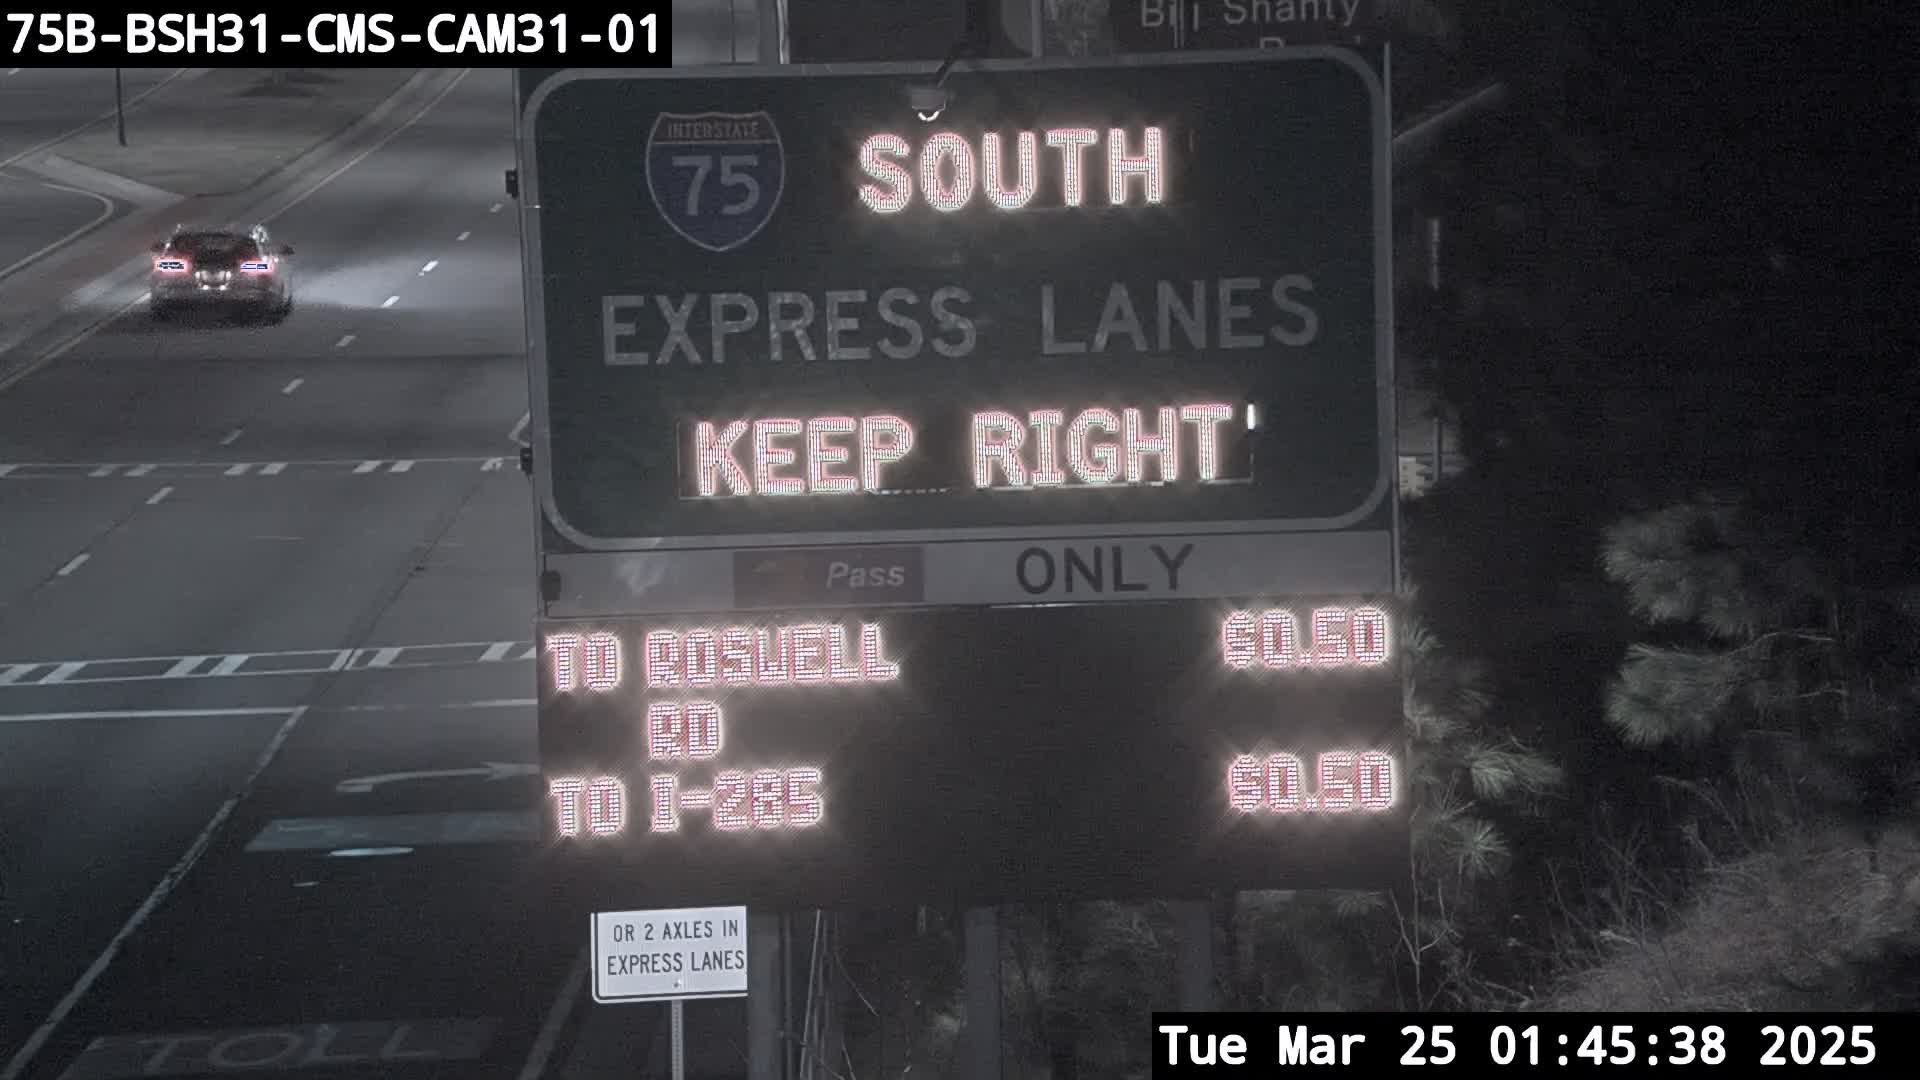 75B-BSH31-CMS-CAM31-01
Bill Shanty
INTERSTATE
75
SOUTH
EXPRESS LANES
KEEP RIGHT
Pass ONLY
TO ROSWELL $0.50
RD
TO I-285 $0.50
OR 2 AXLES IN
EXPRESS LANES
TOLL
Tue Mar 25 01:45:38 2025